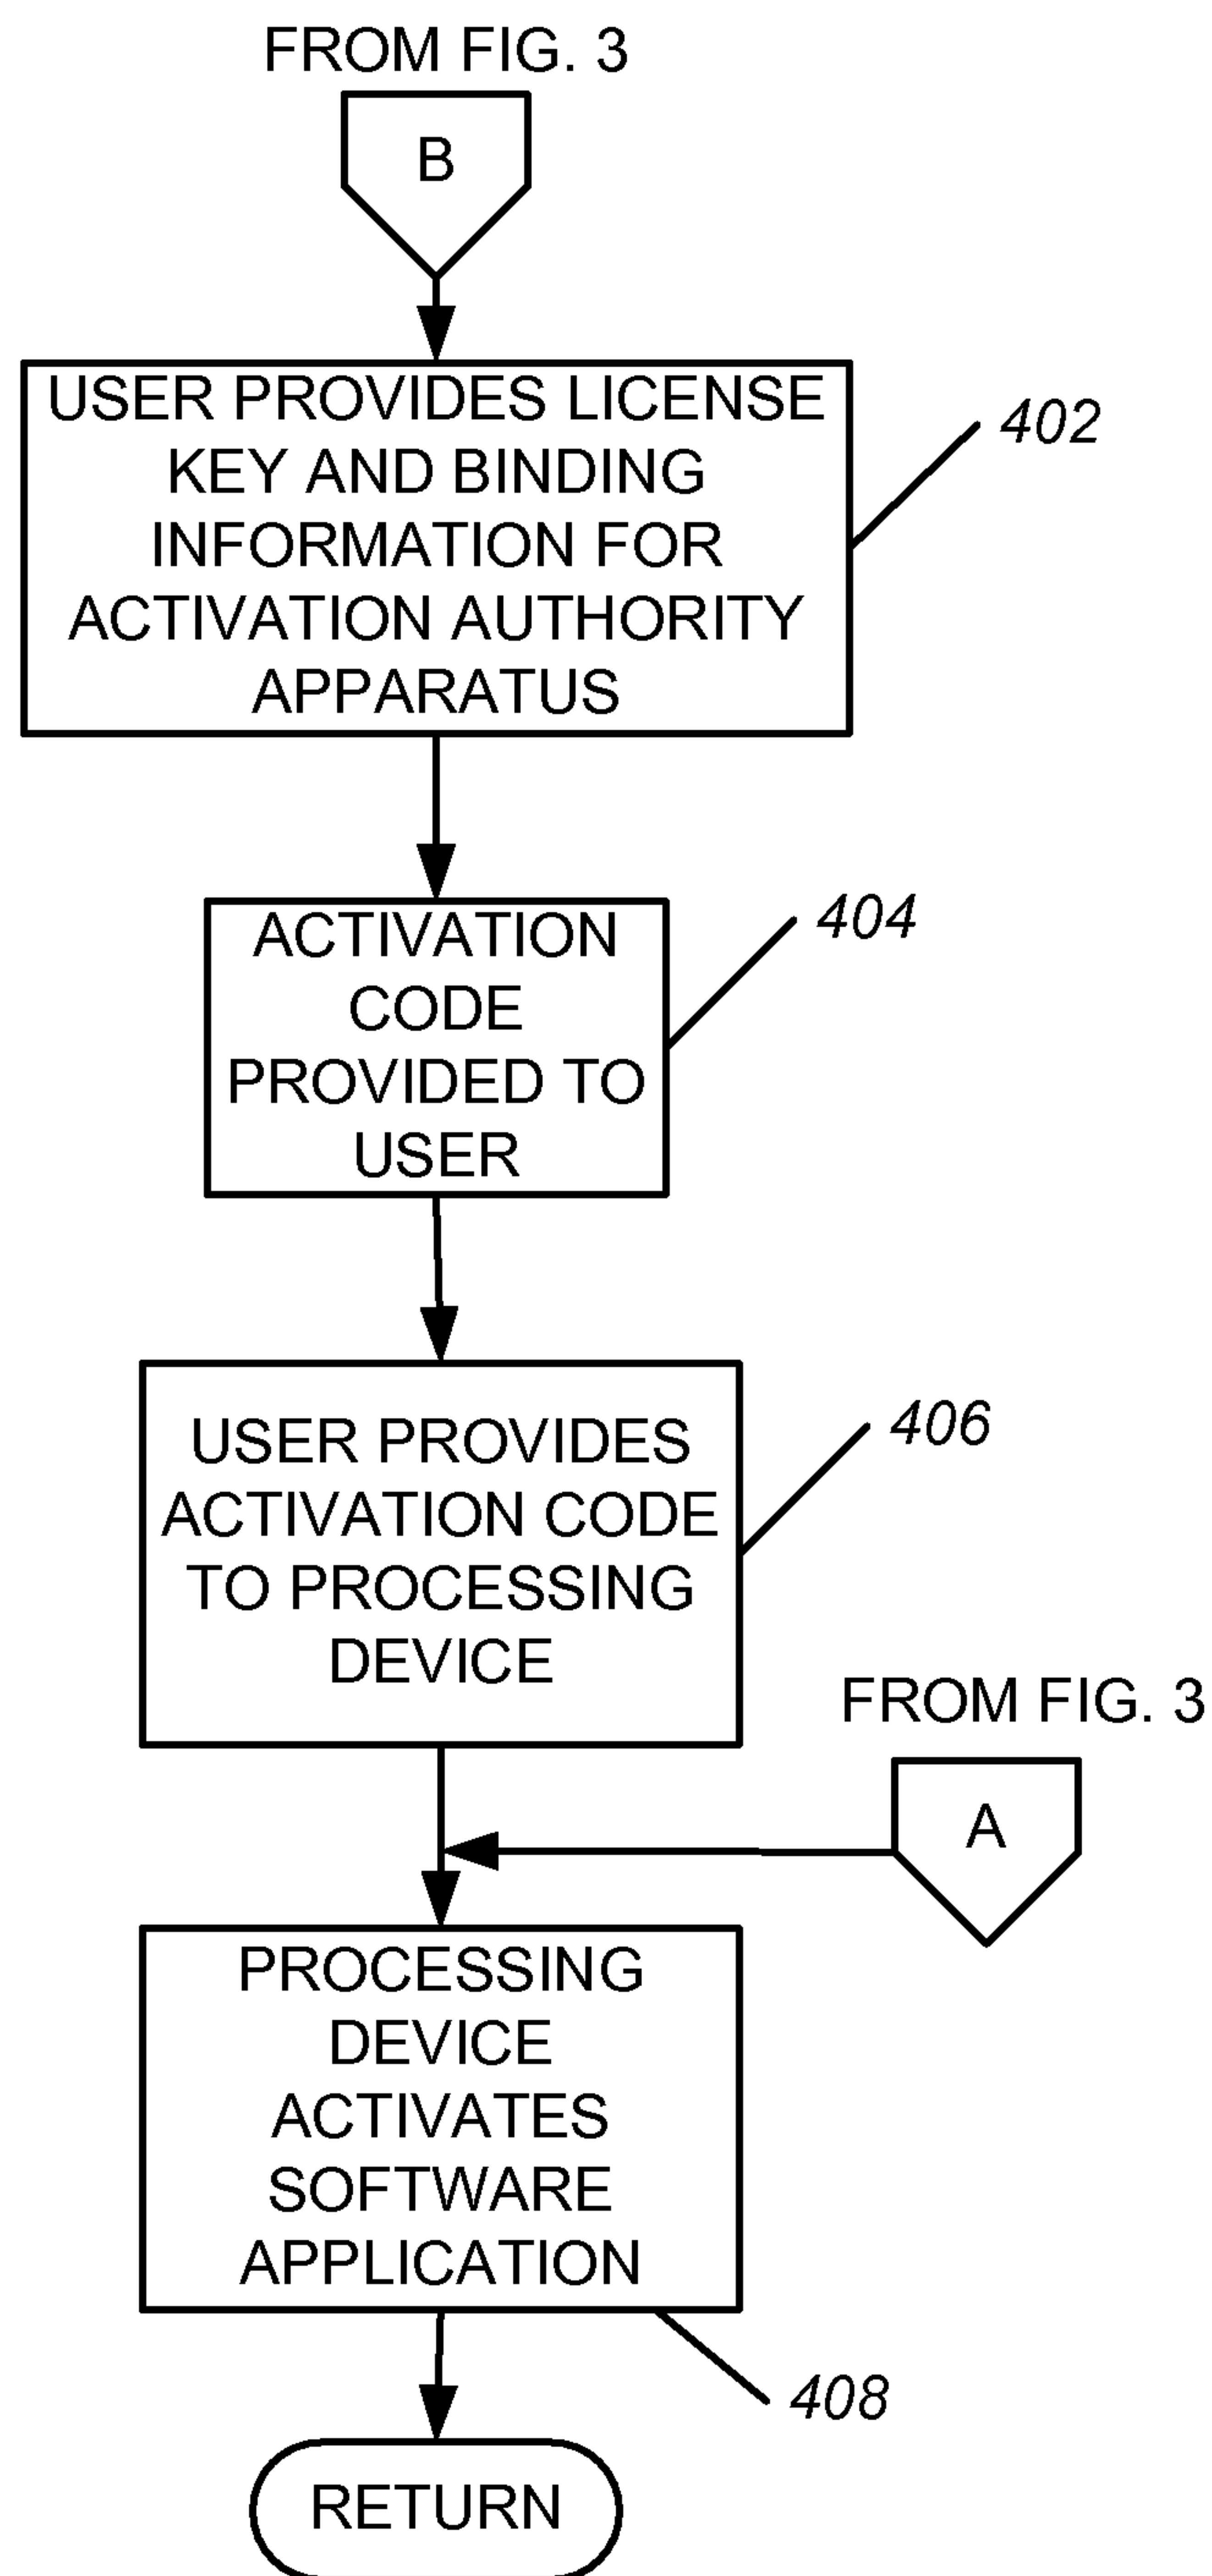 FROM FIG. 3
B
USER PROVIDES LICENSE
KEY AND BINDING
INFORMATION FOR
ACTIVATION AUTHORITY
APPARATUS
402
ACTIVATION
CODE
PROVIDED TO
USER
404
USER PROVIDES
ACTIVATION CODE
TO PROCESSING
DEVICE
406
FROM FIG. 3
A
PROCESSING
DEVICE
ACTIVATES
SOFTWARE
APPLICATION
408
RETURN